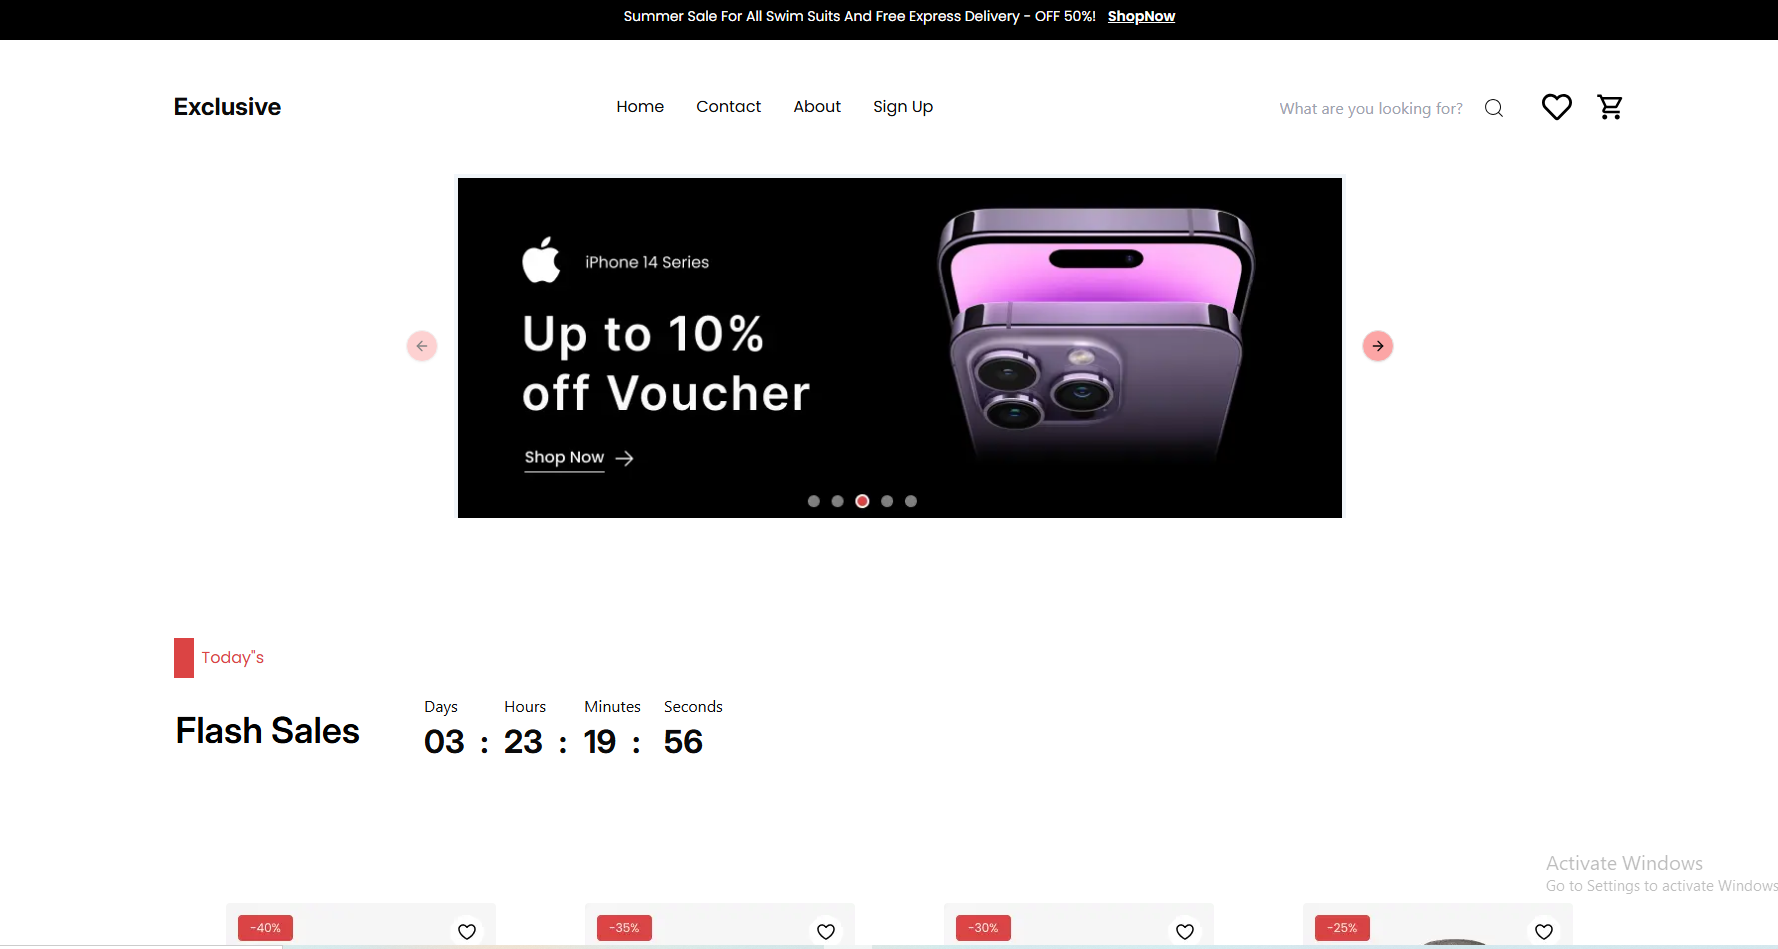 Summer Sale For All Swim Suits And Free Express Delivery - OFF 50%! ShopNow
Exclusive
Home Contact About Sign Up
What are you looking for?
iPhone 14 Series
Up to 10%
off Voucher
Shop Now
Today"s
Flash Sales
Days Hours Minutes Seconds
03 : 23 : 19 : 56
Activate Windows
Go to Settings to activate Windows
-40% -35% -30% -25%